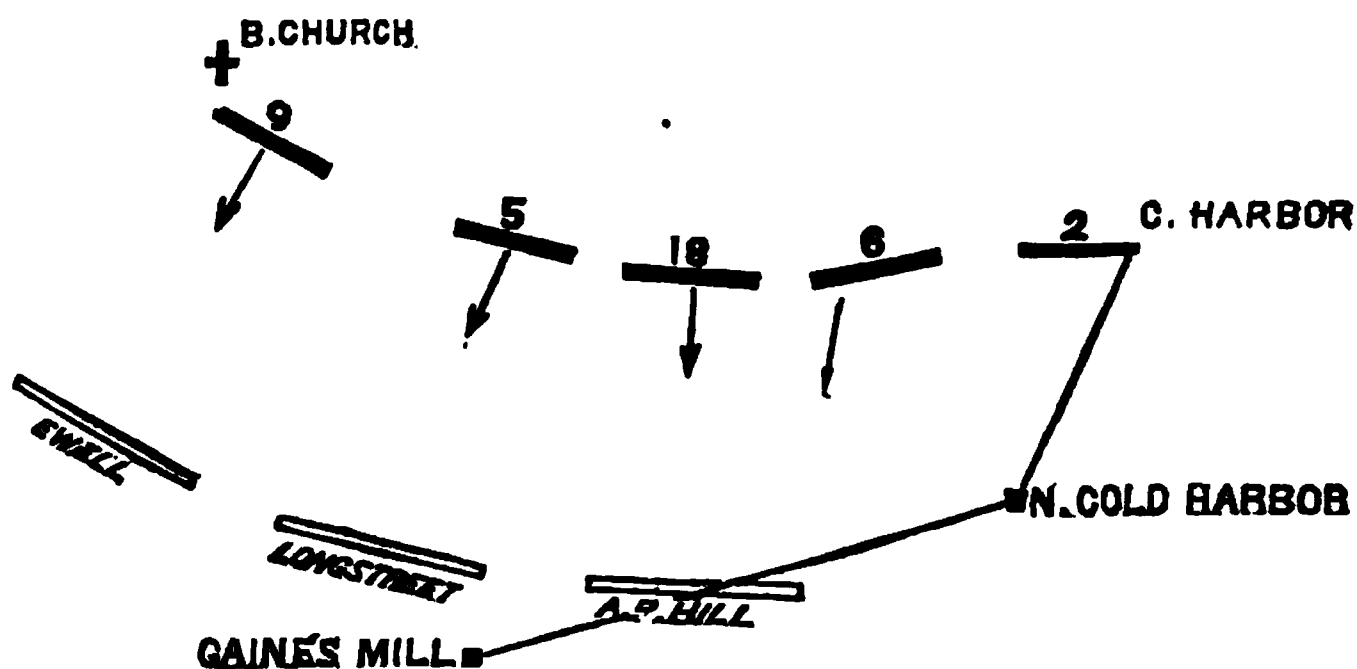 B. CHURCH
9
5
18
6
2
C. HARBOR
EWELL
LONGSTREET
N. COLD HARBOR
A.P. HILL
GAINES MILL